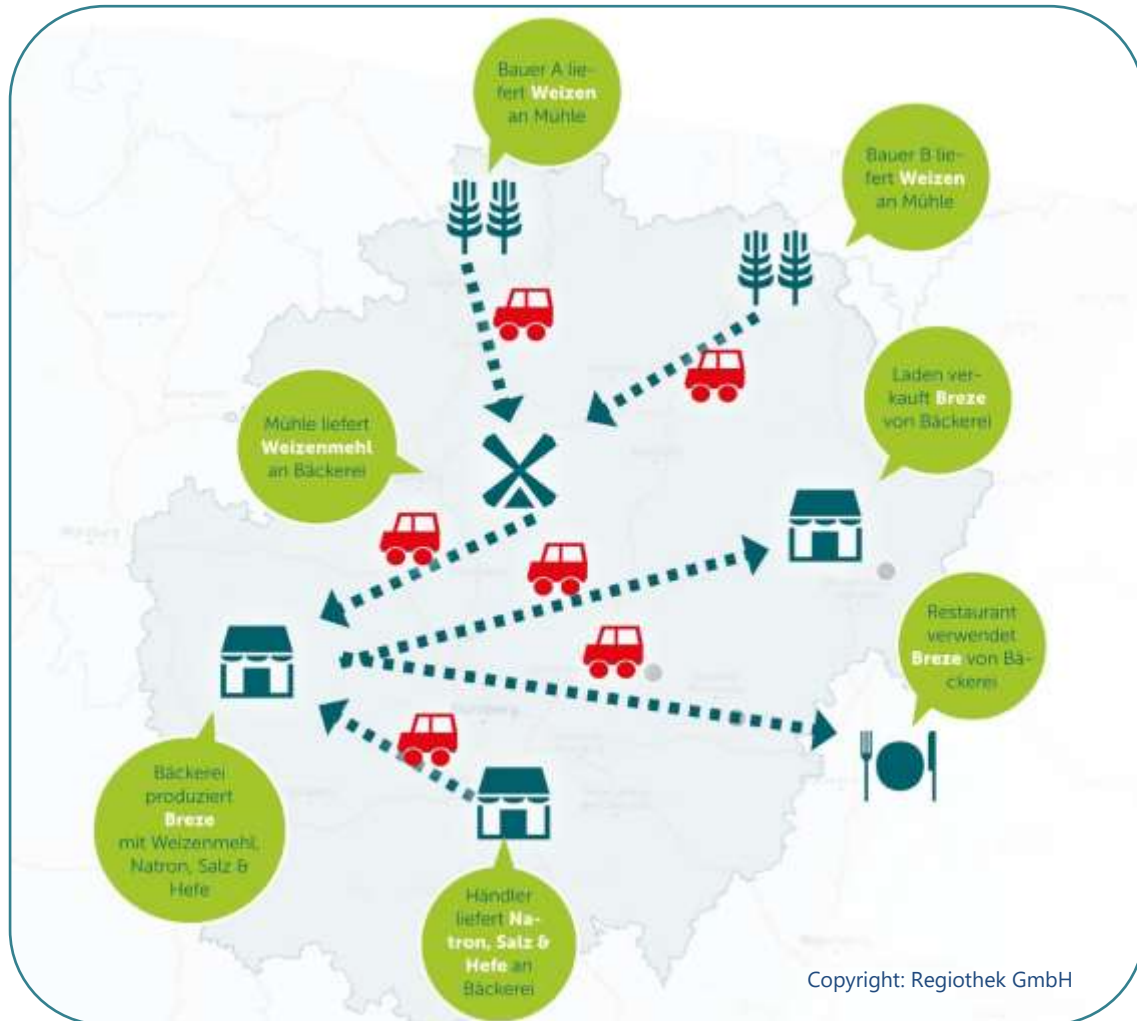 Bauer A lie-
fert Weizen
an Mühle
Bauer B lie-
fert Weizen
an Mühle
Laden ver-
kauft Breze
von Bäckerei
Mühle liefert
Weizenmehl
an Bäckerei
Restaurant
verwendet
Breze von Bä-
ckerei
Bäckerei
produziert
Breze
mit Weizenmehl,
Natron, Salz &
Hefe
Händler
liefert Na-
tron, Salz &
Hefe an
Bäckerei
Copyright: Regiothek GmbH